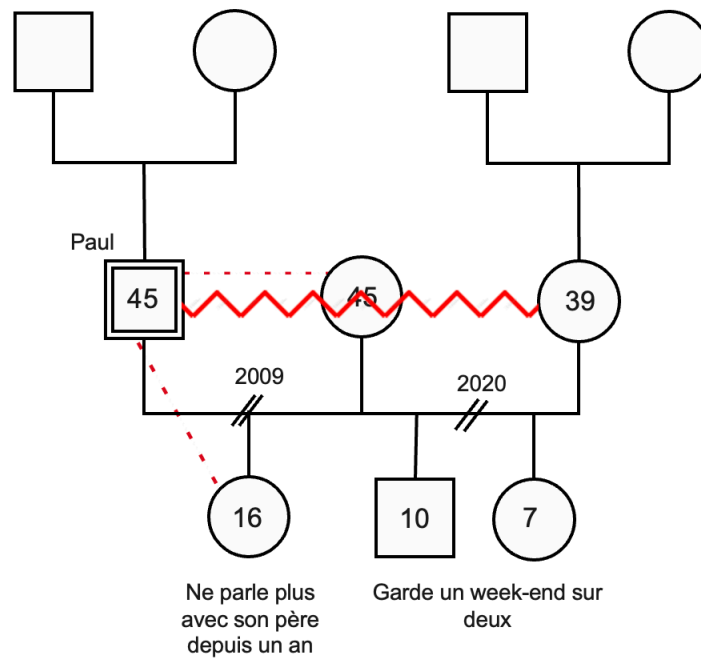 Paul
45
45
39
2009
2020
16
10
7
Ne parle plus
avec son père
depuis un an
Garde un week-end sur
deux